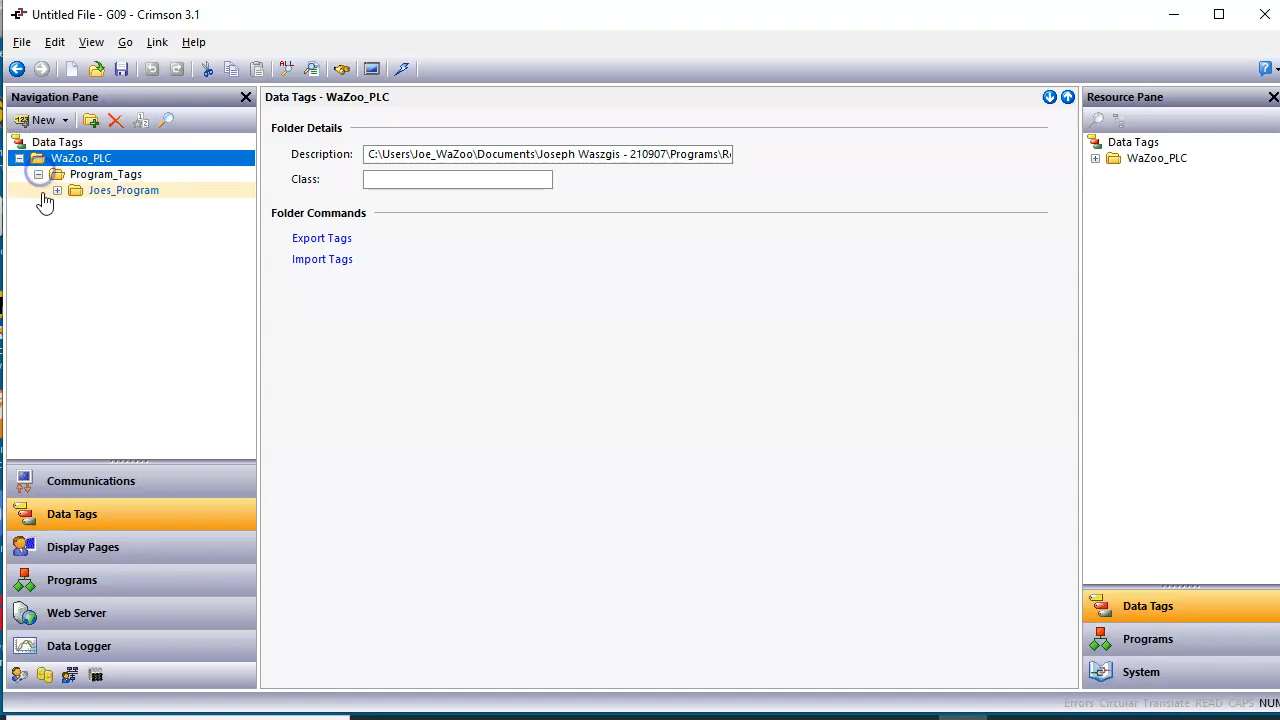 Untitled File - G09 - Crimson 3.1
File Edit View Go Link Help
Navigation Pane
New
Data Tags
WaZoo_PLC
Program_Tags
Joes_Program
Communications
Data Tags
Display Pages
Programs
Web Server
Data Logger
Data Tags - WaZoo_PLC
Folder Details
Description: C:\Users\Joe_WaZoo\Documents\Joseph Waszgis - 210907\Programs\R
Class:
Folder Commands
Export Tags
Import Tags
Resource Pane
Data Tags
WaZoo_PLC
Data Tags
Programs
System
Errors Circular Translate READ CAPS NUM